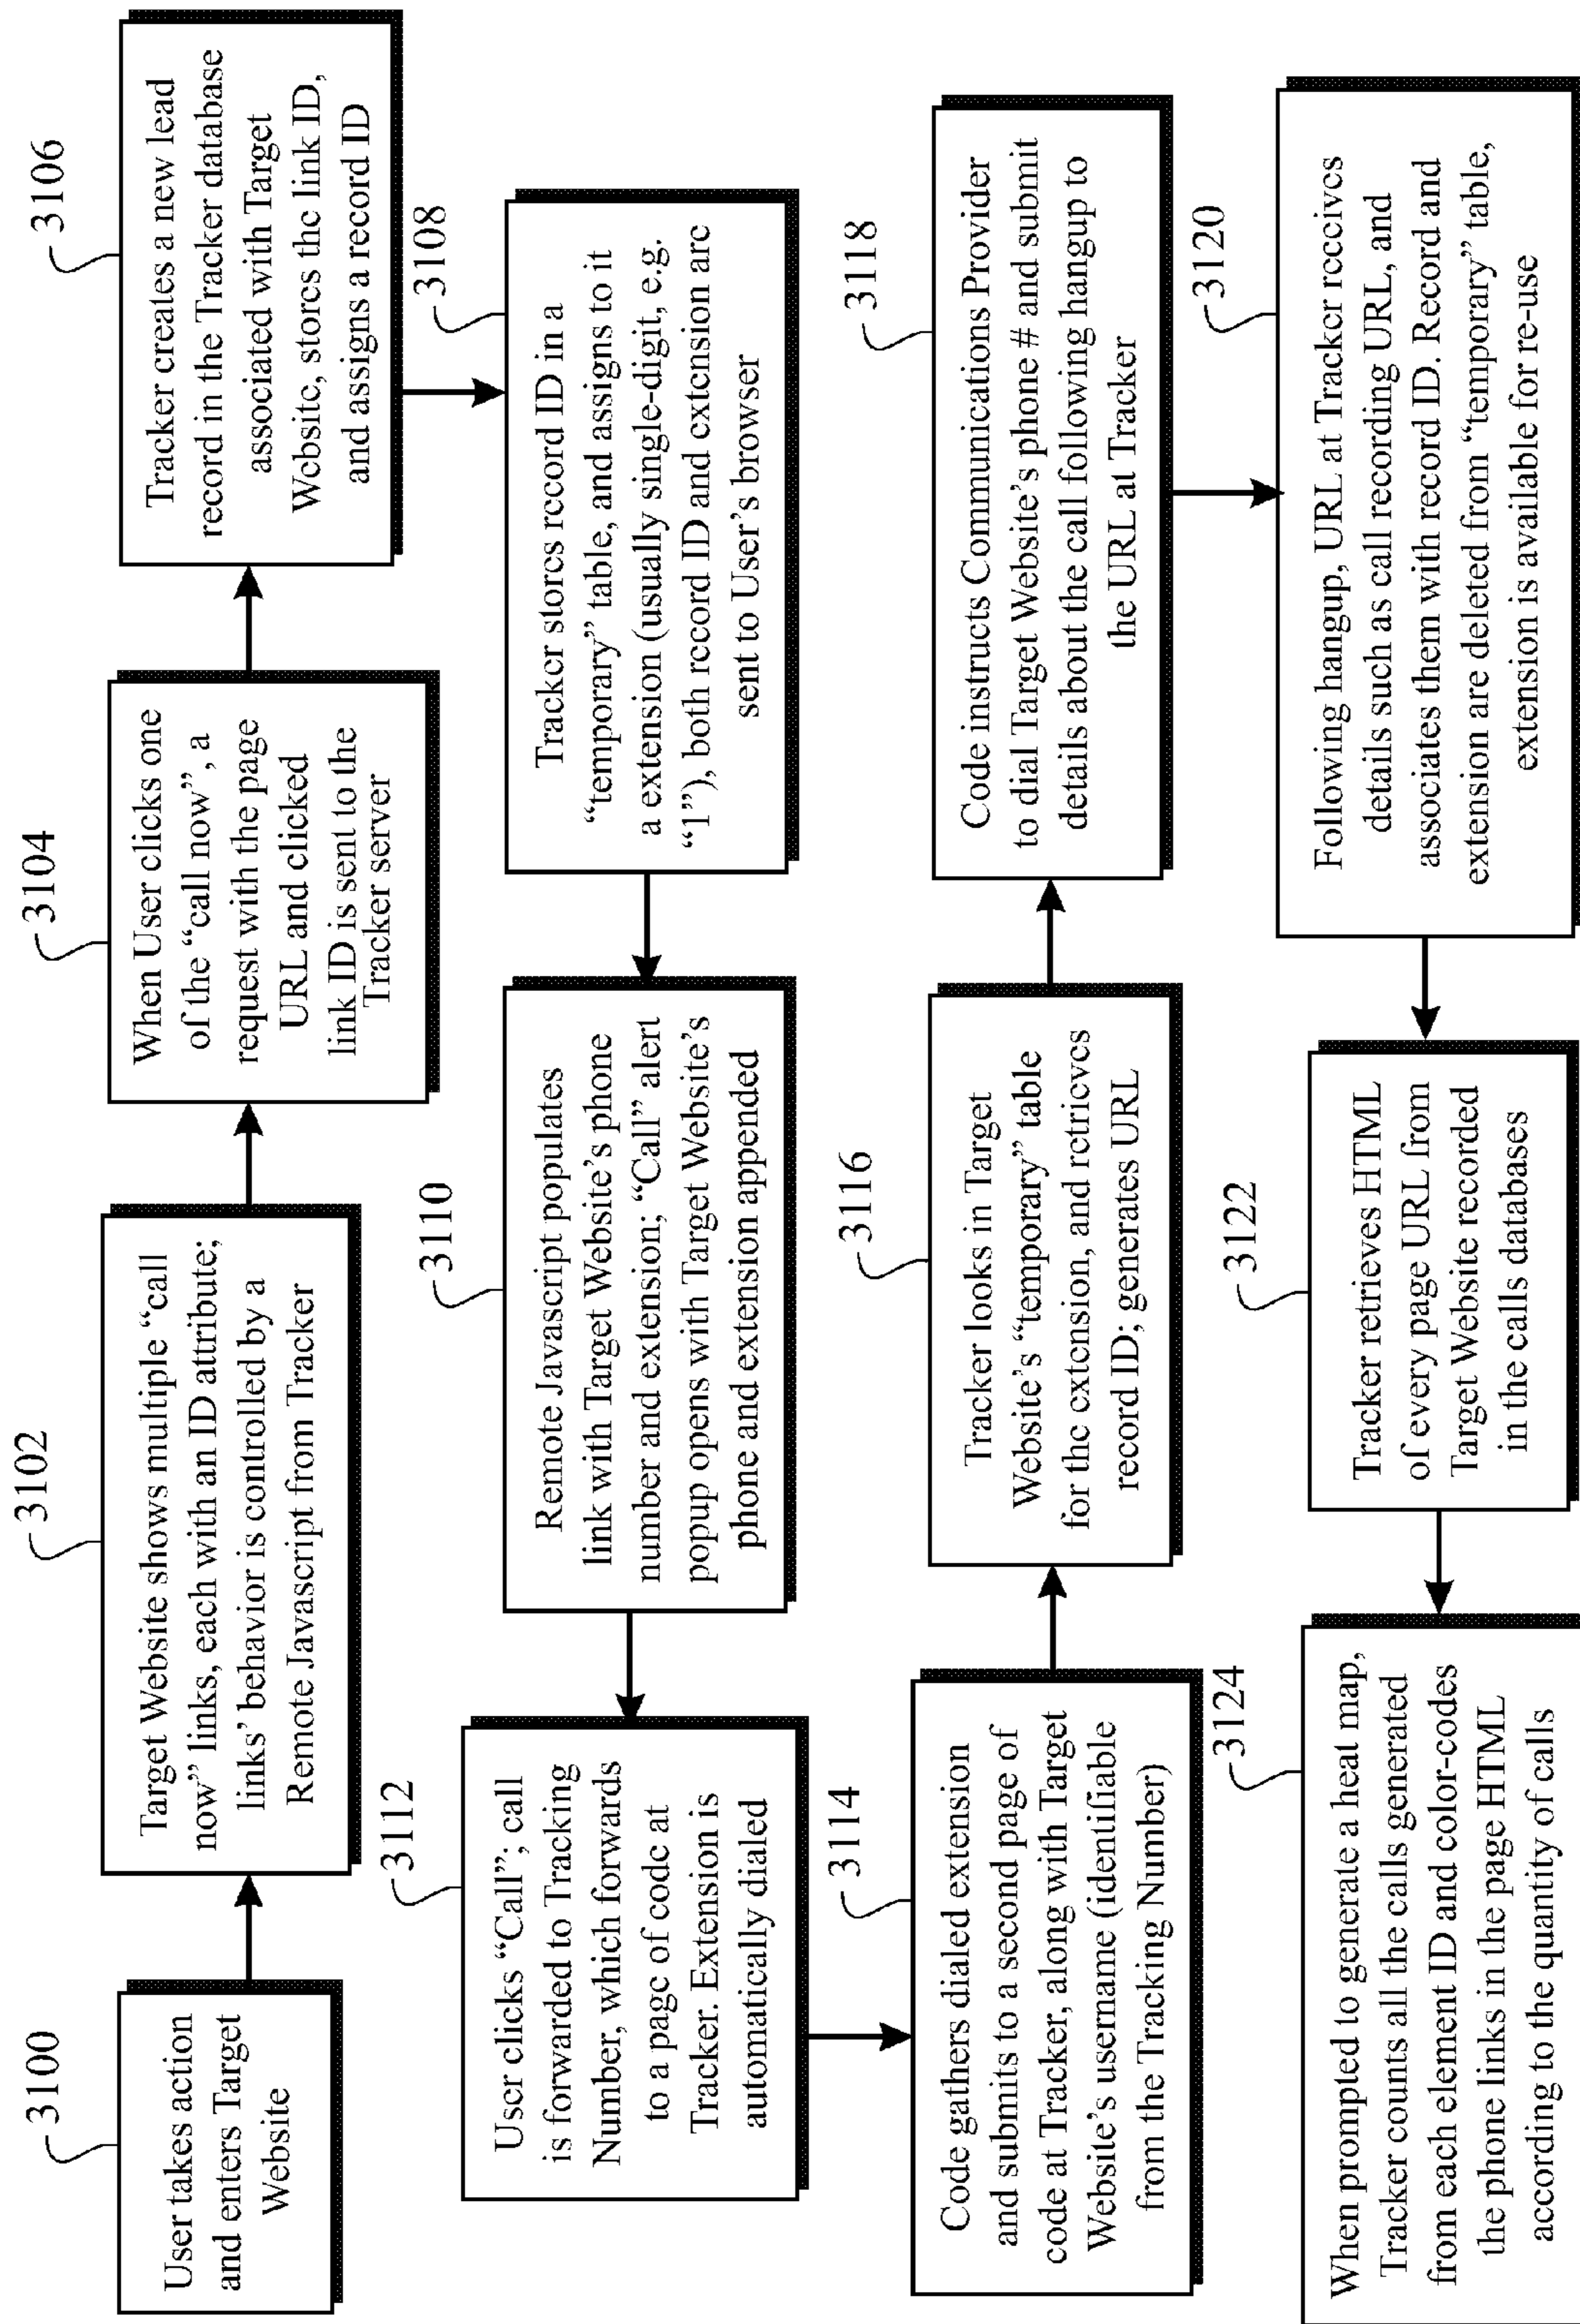 3100
User takes action
and enters Target
Website
3102
Target Website shows multiple “call
now” links, each with an ID attribute;
links’ behavior is controlled by a
Remote Javascript from Tracker
3104
When User clicks one
of the “call now”, a
request with the page
URL and clicked
link ID is sent to the
Tracker server
3106
Tracker creates a new lead
record in the Tracker database
associated with Target
Website, stores the link ID,
and assigns a record ID
3108
Tracker stores record ID in a
“temporary” table, and assigns to it
a extension (usually single-digit, e.g.
“1”), both record ID and extension are
sent to User’s browser
3110
Remote Javascript populates
link with Target Website’s phone
number and extension; “Call” alert
popup opens with Target Website’s
phone and extension appended
3112
User clicks “Call”; call
is forwarded to Tracking
Number, which forwards
to a page of code at
Tracker. Extension is
automatically dialed
3114
Code gathers dialed extension
and submits to a second page of
code at Tracker, along with Target
Website’s username (identifiable
from the Tracking Number)
3116
Tracker looks in Target
Website’s “temporary” table
for the extension, and retrieves
record ID; generates URL
3118
Code instructs Communications Provider
to dial Target Website’s phone # and submit
details about the call following hangup to
the URL at Tracker
3120
Following hangup, URL at Tracker receives
details such as call recording URL, and
associates them with record ID. Record and
extension are deleted from “temporary” table,
extension is available for re-use
3122
Tracker retrieves HTML
of every page URL from
Target Website recorded
in the calls databases
3124
When prompted to generate a heat map,
Tracker counts all the calls generated
from each element ID and color-codes
the phone links in the page HTML
according to the quantity of calls